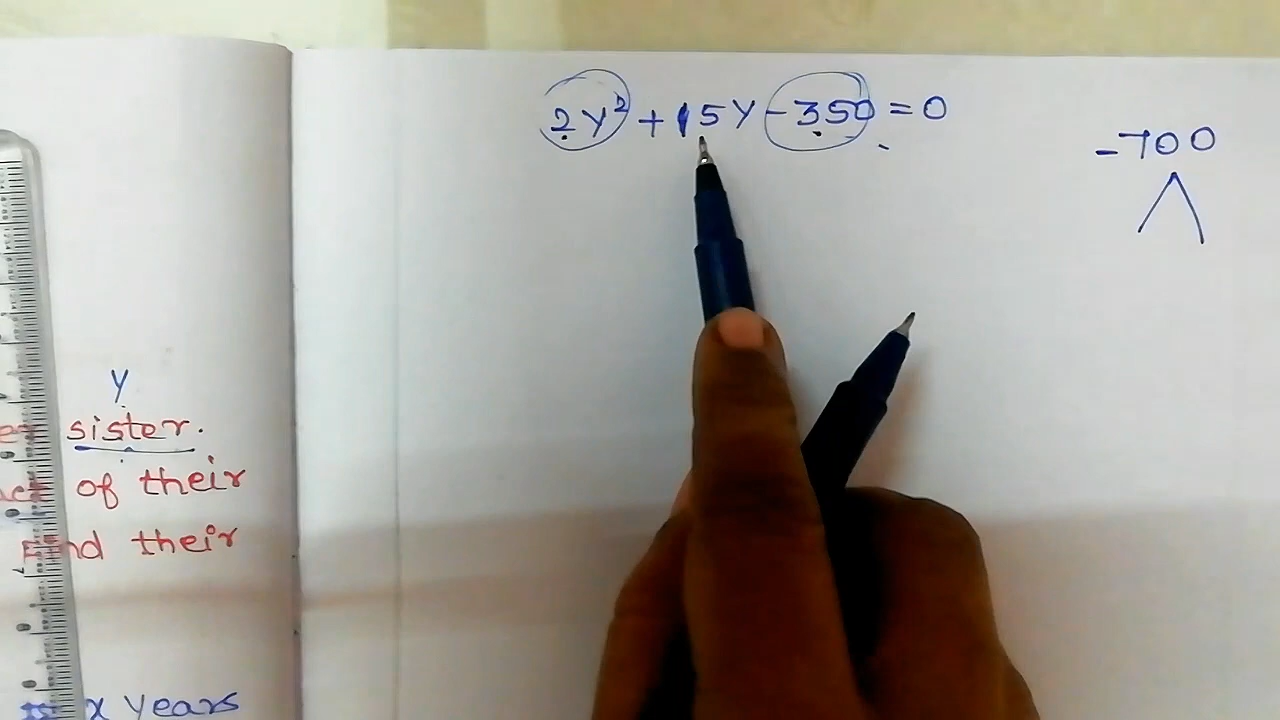 2y² + 15y - 350 = 0
-700
y
sister.
of their
Find their
x years